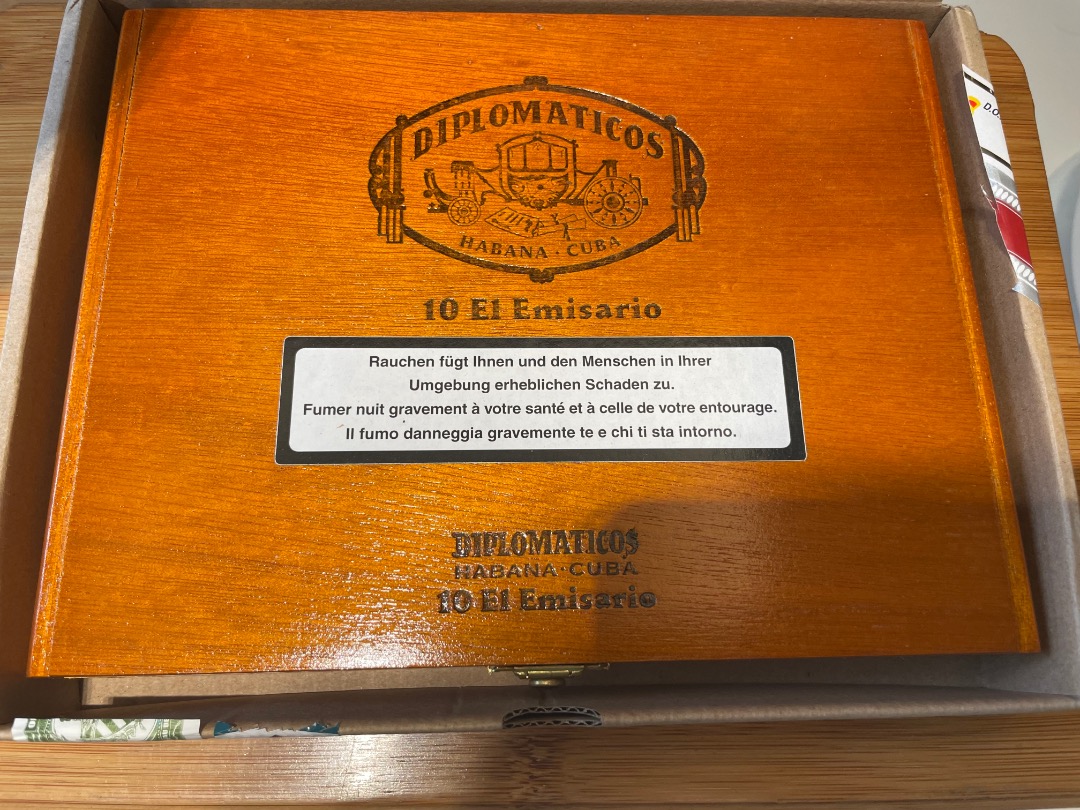 DIPLOMATICOS
HABANA · CUBA
10 El Emisario
Rauchen fügt Ihnen und den Menschen in Ihrer
Umgebung erheblichen Schaden zu.
Fumer nuit gravement à votre santé et à celle de votre entourage.
Il fumo danneggia gravemente te e chi ti sta intorno.
DIPLOMATICOS
HABANA·CUBA
10 El Emisario
D.O.